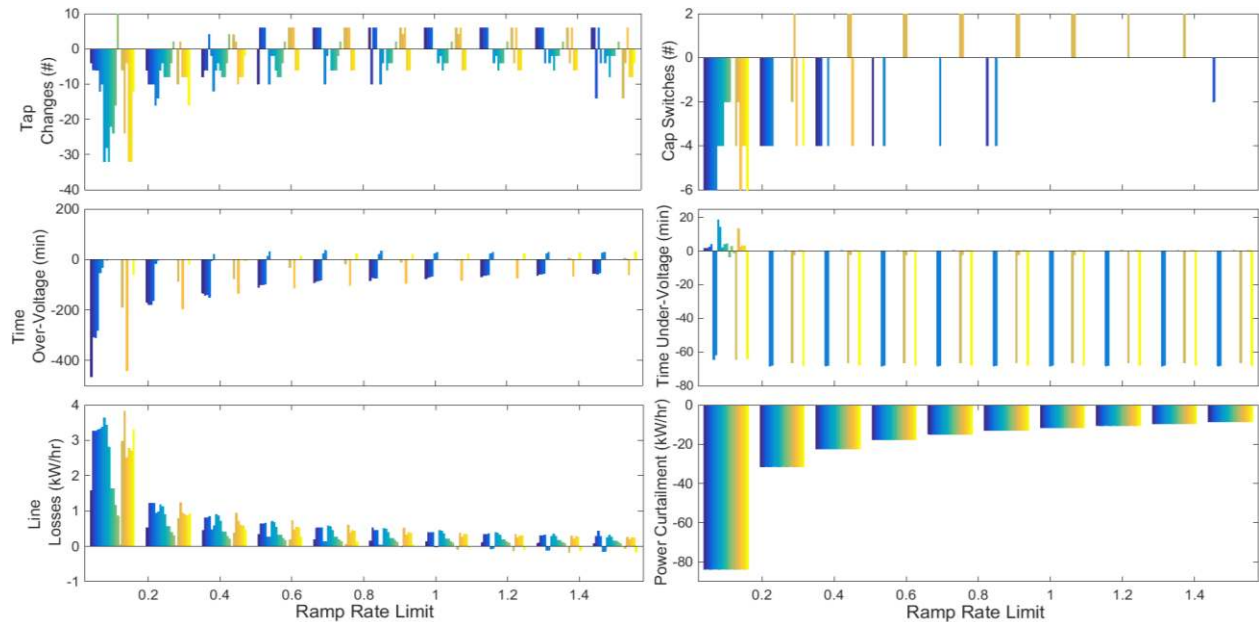 10
0
-10
-20
-30
-40
Tap
Changes (#)
2
0
-2
-4
-6
Cap Switches (#)
200
0
-200
-400
Time
Over-Voltage (min)
20
0
-20
-40
-60
-80
Time Under-Voltage (min)
4
3
2
1
0
-1
Line
Losses (kW/hr)
0.2 0.4 0.6 0.8 1 1.2 1.4
Ramp Rate Limit
0
-20
-40
-60
-80
Power Curtailment (kW/hr)
0.2 0.4 0.6 0.8 1 1.2 1.4
Ramp Rate Limit